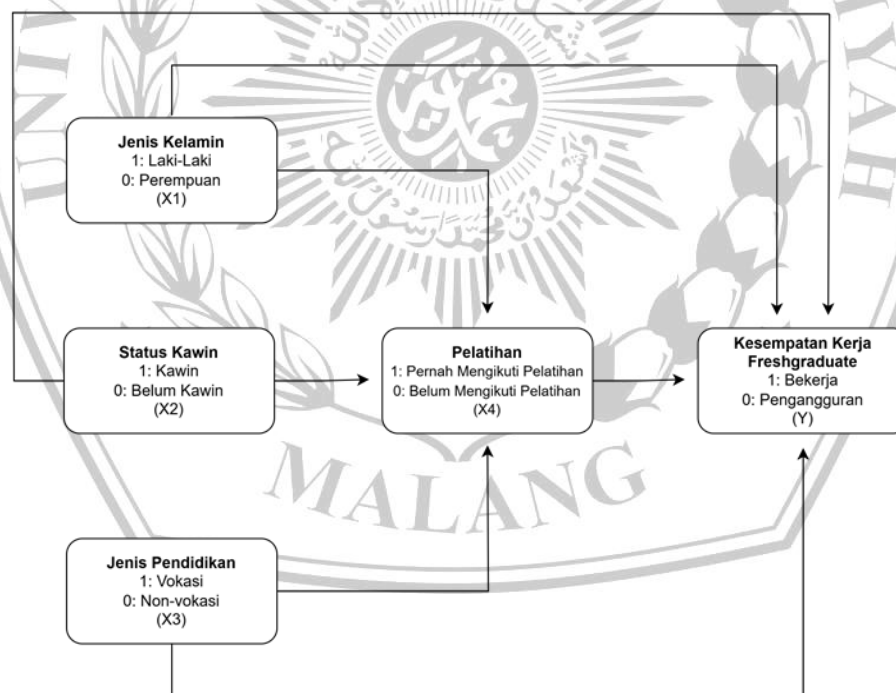 Jenis Kelamin
1: Laki-Laki
0: Perempuan
(X1)
Status Kawin
1: Kawin
0: Belum Kawin
(X2)
Pelatihan
1: Pernah Mengikuti Pelatihan
0: Belum Mengikuti Pelatihan
(X4)
Kesempatan Kerja
Freshgraduate
1: Bekerja
0: Pengangguran
(Y)
Jenis Pendidikan
1: Vokasi
0: Non-vokasi
(X3)
MALANG